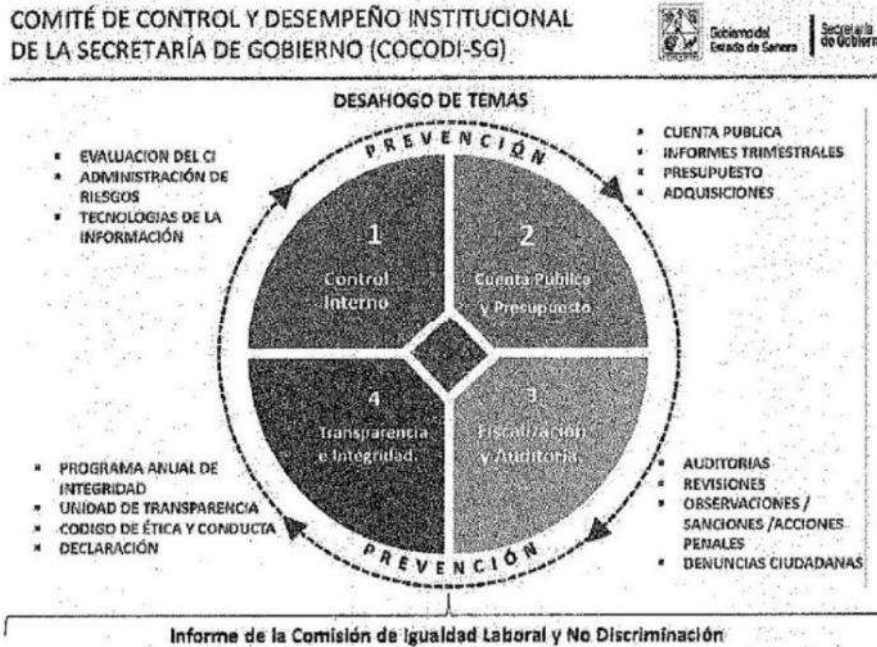 COMITÉ DE CONTROL Y DESEMPEÑO INSTITUCIONAL
DE LA SECRETARÍA DE GOBIERNO (COCODI-SG)
Gobierno del
Estado de Sonora
Secretaría
de Gobierno
DESAHOGO DE TEMAS
PREVENCIÓN
▪ EVALUACION DEL CI
▪ ADMINISTRACIÓN DE
RIESGOS
▪ TECNOLOGIAS DE LA
INFORMACIÓN
▪ CUENTA PUBLICA
▪ INFORMES TRIMESTRALES
▪ PRESUPUESTO
▪ ADQUISICIONES
1
Control
Interno
2
Cuenta Pública
y Presupuesto
4
Transparencia
e Integridad
3
Fiscalización
y Auditoria
▪ PROGRAMA ANUAL DE
INTEGRIDAD
▪ UNIDAD DE TRANSPARENCIA
▪ CODIGO DE ÉTICA Y CONDUCTA
▪ DECLARACIÓN
▪ AUDITORIAS
▪ REVISIONES
▪ OBSERVACIONES /
SANCIONES /ACCIONES
PENALES
▪ DENUNCIAS CIUDADANAS
PREVENCIÓN
Informe de la Comisión de Igualdad Laboral y No Discriminación